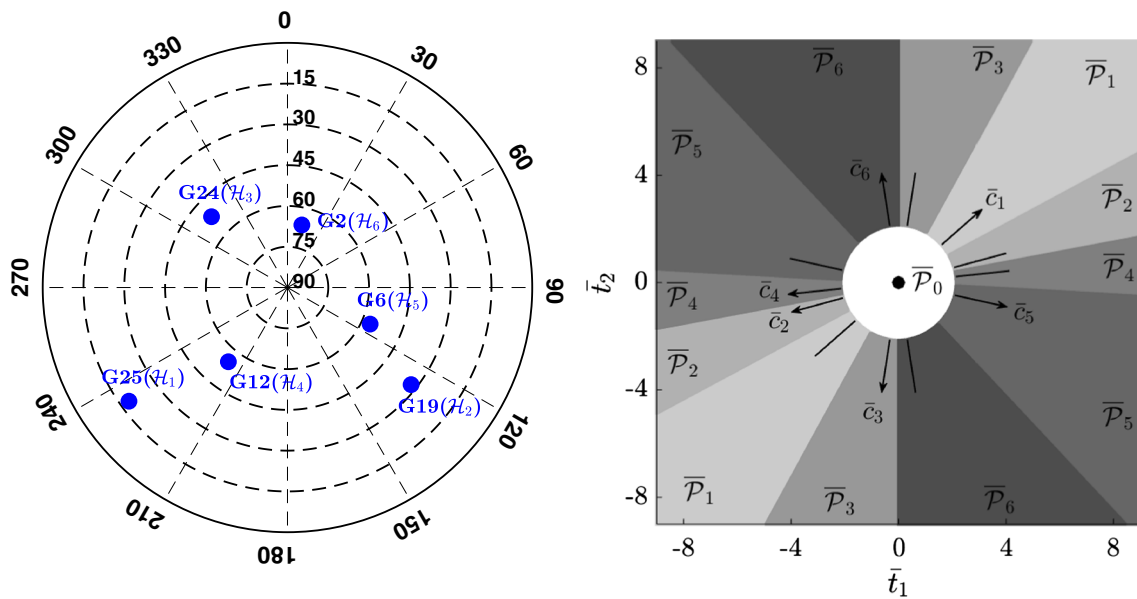 0
330
30
15
300
30
60
45
G24(ℋ₃)
60
G2(ℋ₆)
75
270
90
90
G6(ℋ₅)
G25(ℋ₁)
G12(ℋ₄)
G19(ℋ₂)
240
120
210
150
180
8
4
0
-4
-8
t̄₂
P̄₆
P̄₃
P̄₁
P̄₅
c̄₆
c̄₁
P̄₂
P̄₀
P̄₄
P̄₄
c̄₄
c̄₂
c̄₅
P̄₂
c̄₃
P̄₅
P̄₁
P̄₃
P̄₆
-8
-4
0
4
8
t̄₁